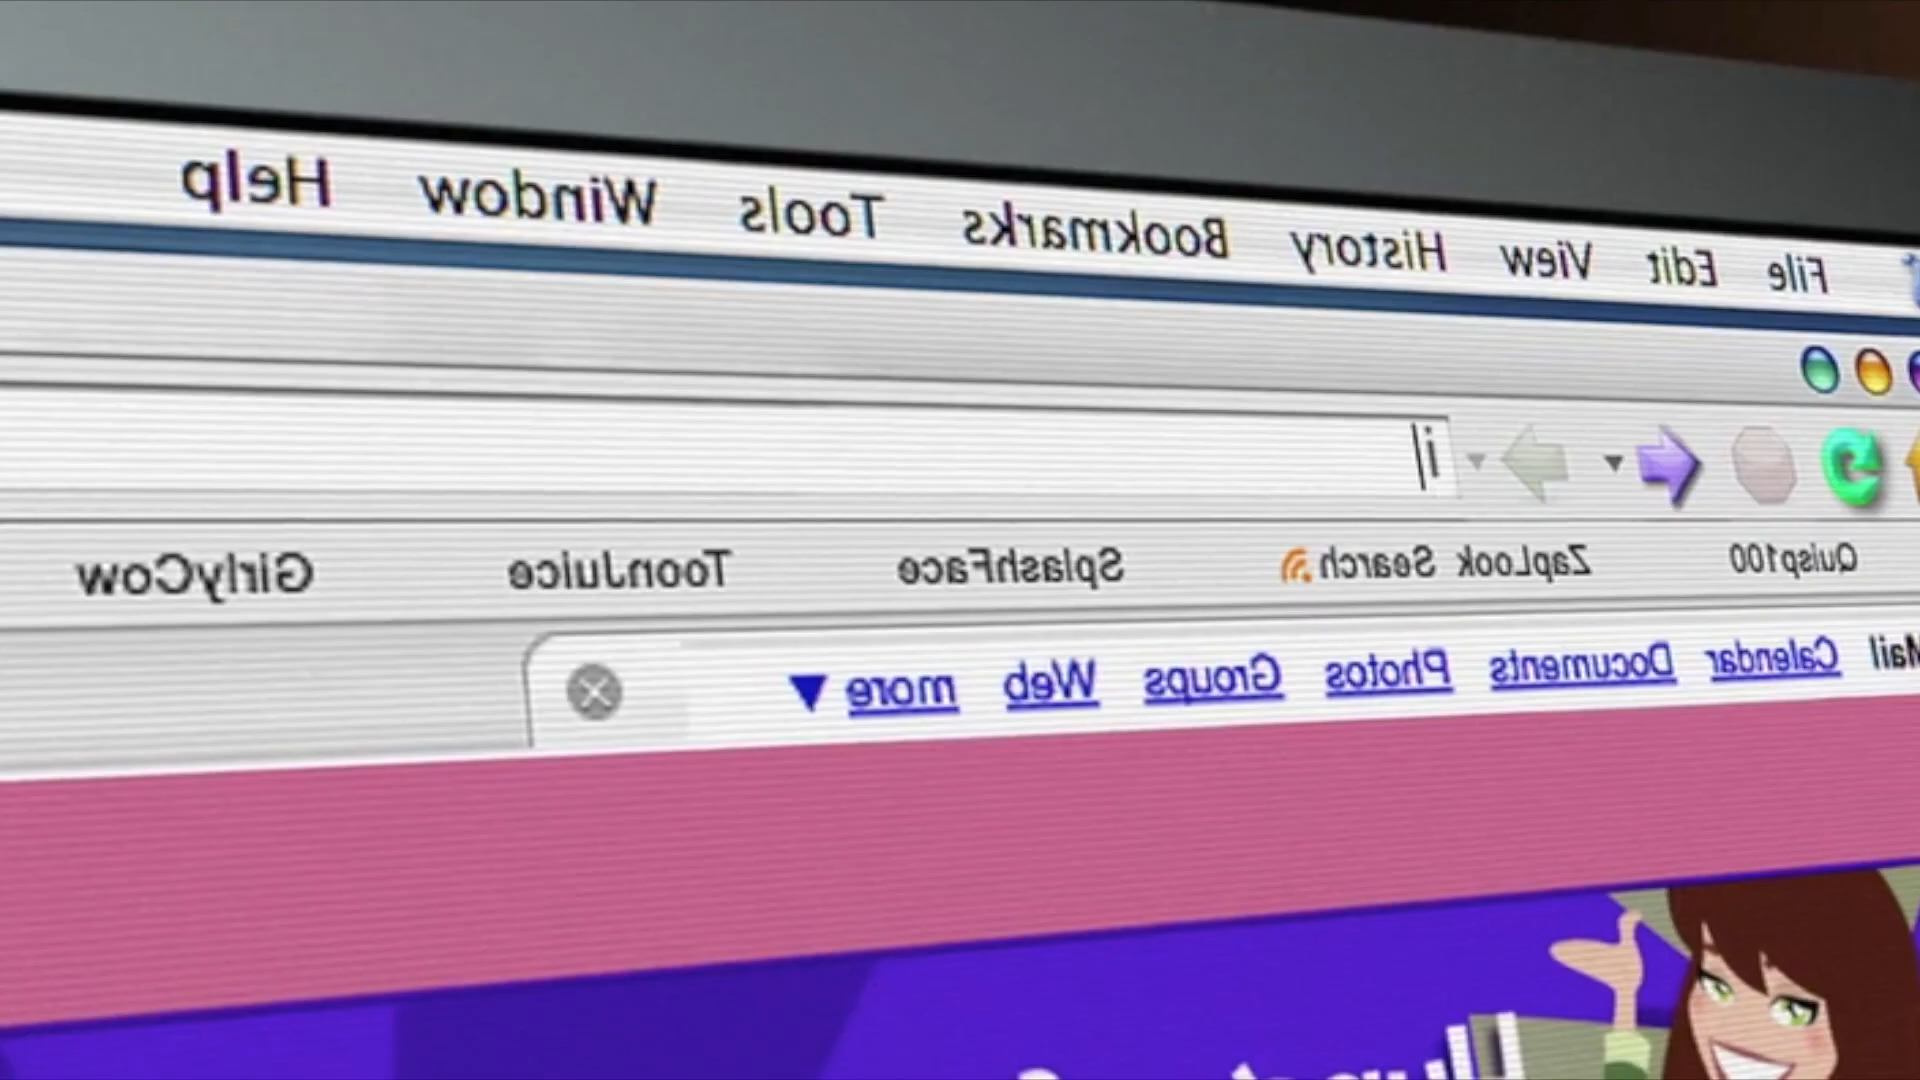 File Edit View History Bookmarks Tools Window Help
i
Quisp100 ZapLook Search SplashFace ToonJuice GirlyCow
Mail Calendar Documents Photos Groups Web more